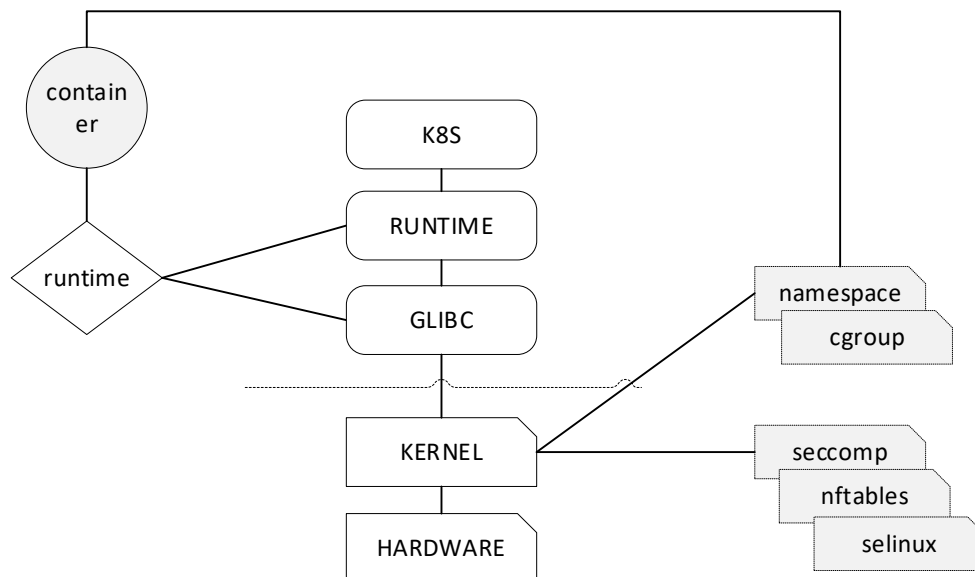 contain
er
K8S
RUNTIME
runtime
GLIBC
namespace
cgroup
KERNEL
seccomp
nftables
HARDWARE
selinux